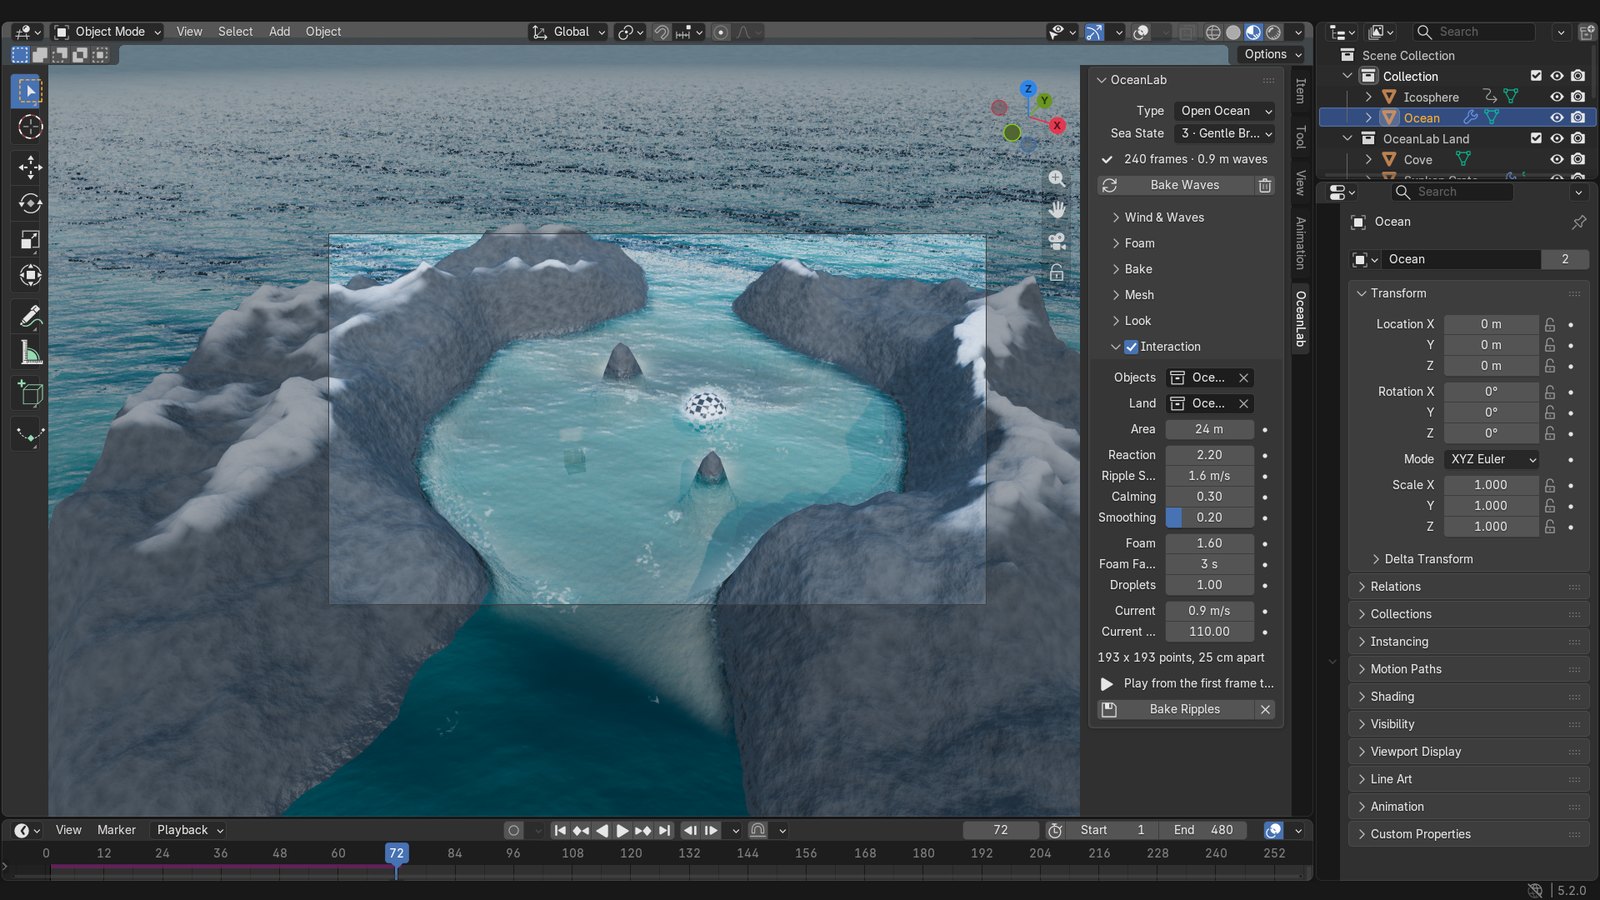 Object Mode View Select Add Object Global Search
Options Scene Collection
Item Tool View Animation OceanLab
Z Y X
OceanLab
Type Open Ocean
Sea State 3 · Gentle Br...
240 frames · 0.9 m waves
Bake Waves
Wind & Waves
Foam
Bake
Mesh
Look
Interaction
Objects Oce...
Land Oce...
Area 24 m
Reaction 2.20
Ripple S... 1.6 m/s
Calming 0.30
Smoothing 0.20
Foam 1.60
Foam Fa... 3 s
Droplets 1.00
Current 0.9 m/s
Current ... 110.00
193 x 193 points, 25 cm apart
Play from the first frame t...
Bake Ripples
Collection
Icosphere
Ocean
OceanLab Land
Cove
Search
Ocean
Ocean 2
Transform
Location X 0 m
Y 0 m
Z 0 m
Rotation X 0°
Y 0°
Z 0°
Mode XYZ Euler
Scale X 1.000
Y 1.000
Z 1.000
Delta Transform
Relations
Collections
Instancing
Motion Paths
Shading
Visibility
Viewport Display
Line Art
Animation
Custom Properties
View Marker Playback 72 Start 1 End 480
0 12 24 36 48 60 72 84 96 108 120 132 144 156 168 180 192 204 216 228 240 252
5.2.0